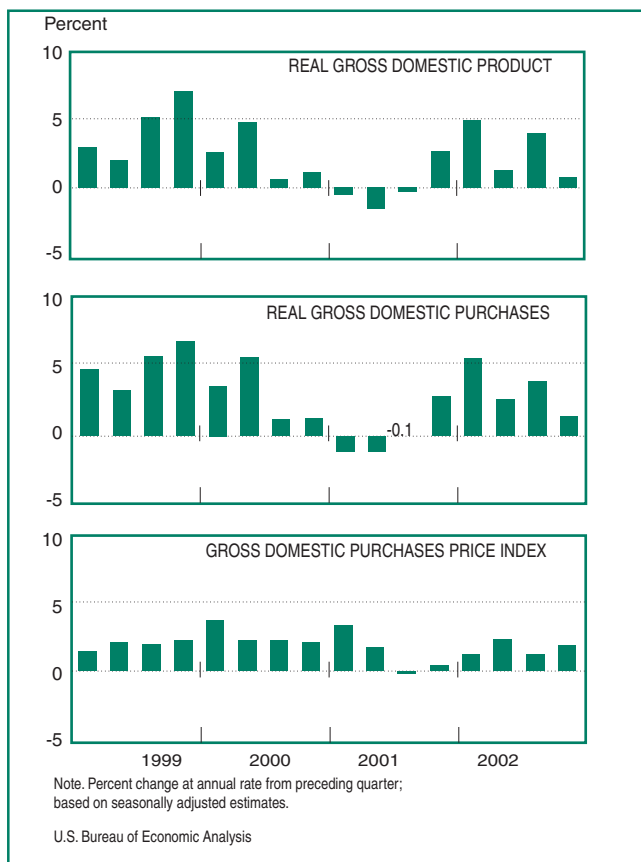 Percent
REAL GROSS DOMESTIC PRODUCT
10
5
0
-5
REAL GROSS DOMESTIC PURCHASES
10
5
0
-0.1
-5
GROSS DOMESTIC PURCHASES PRICE INDEX
10
5
0
-5
1999 2000 2001 2002
Note. Percent change at annual rate from preceding quarter;
based on seasonally adjusted estimates.
U.S. Bureau of Economic Analysis